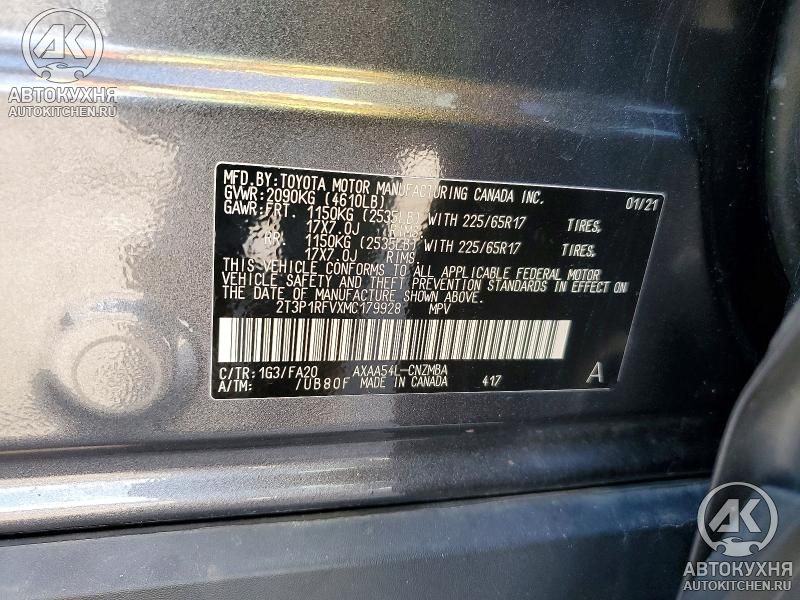 АК
АВТОКУХНЯ
AUTOKITCHEN.RU
MFD.BY:TOYOTA MOTOR MANUFACTURING CANADA INC. 01/21
GVWR:2090KG (4610LB)
GAWR:FRT. 1150KG (2535LB) WITH 225/65R17 TIRES,
17X7.0J RIMS,
RR. 1150KG (2535LB) WITH 225/65R17 TIRES,
17X7.0J RIMS
THIS VEHICLE CONFORMS TO ALL APPLICABLE FEDERAL MOTOR
VEHICLE SAFETY AND THEFT PREVENTION STANDARDS IN EFFECT ON
THE DATE OF MANUFACTURE SHOWN ABOVE.
2T3P1RFVXMC179928 MPV
C/TR: 1G3/FA20 AXAA54L-CNZMBA A
A/TM: /UB80F MADE IN CANADA 417
АК
АВТОКУХНЯ
AUTOKITCHEN.RU